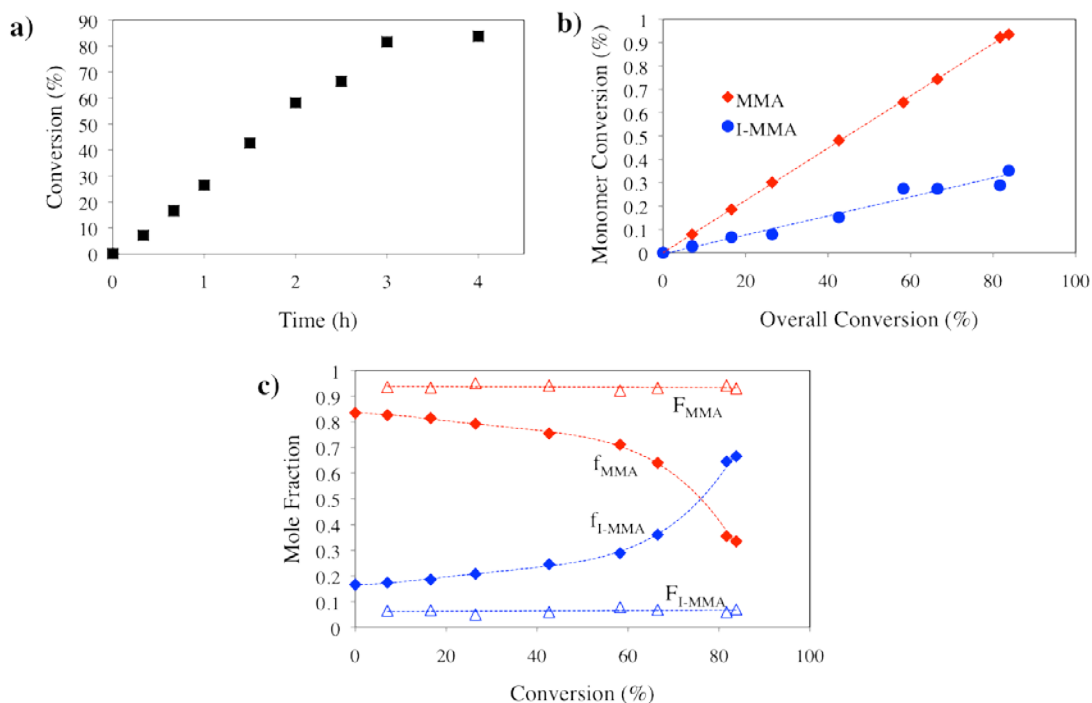 a)
90
80
70
60
50
40
30
20
10
0
Conversion (%)
0 1 2 3 4
Time (h)
b)
1
0.9
0.8
0.7
0.6
0.5
0.4
0.3
0.2
0.1
0
Monomer Conversion (%)
MMA
I-MMA
0 20 40 60 80 100
Overall Conversion (%)
c)
1
0.9
0.8
0.7
0.6
0.5
0.4
0.3
0.2
0.1
0
Mole Fraction
F_MMA
f_MMA
f_I-MMA
F_I-MMA
0 20 40 60 80 100
Conversion (%)